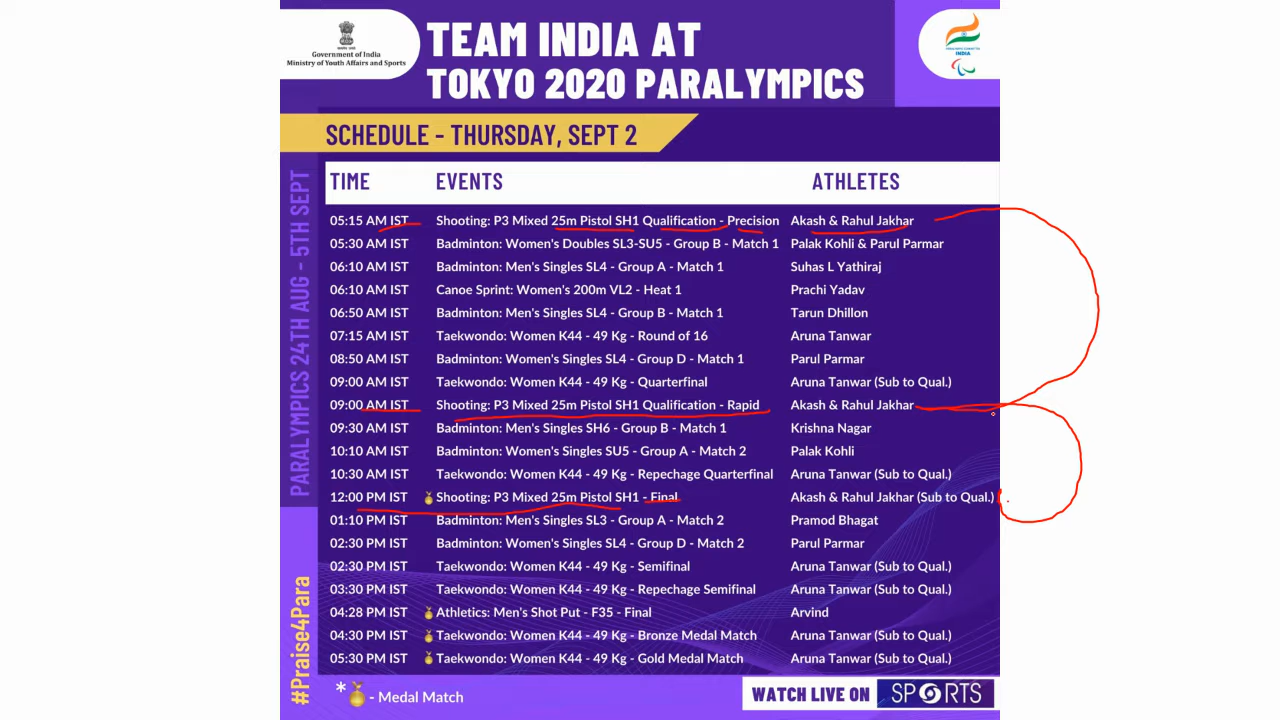 Government of India
Ministry of Youth Affairs and Sports
TEAM INDIA AT
TOKYO 2020 PARALYMPICS
INDIA
SCHEDULE - THURSDAY, SEPT 2
PARALYMPICS 24TH AUG - 5TH SEPT
#Praise4Para
TIME EVENTS ATHLETES
05:15 AM IST Shooting: P3 Mixed 25m Pistol SH1 Qualification - Precision Akash & Rahul Jakhar
05:30 AM IST Badminton: Women's Doubles SL3-SU5 - Group B - Match 1 Palak Kohli & Parul Parmar
06:10 AM IST Badminton: Men's Singles SL4 - Group A - Match 1 Suhas L Yathiraj
06:10 AM IST Canoe Sprint: Women's 200m VL2 - Heat 1 Prachi Yadav
06:50 AM IST Badminton: Men's Singles SL4 - Group B - Match 1 Tarun Dhillon
07:15 AM IST Taekwondo: Women K44 - 49 Kg - Round of 16 Aruna Tanwar
08:50 AM IST Badminton: Women's Singles SL4 - Group D - Match 1 Parul Parmar
09:00 AM IST Taekwondo: Women K44 - 49 Kg - Quarterfinal Aruna Tanwar (Sub to Qual.)
09:00 AM IST Shooting: P3 Mixed 25m Pistol SH1 Qualification - Rapid Akash & Rahul Jakhar
09:30 AM IST Badminton: Men's Singles SH6 - Group B - Match 1 Krishna Nagar
10:10 AM IST Badminton: Women's Singles SU5 - Group A - Match 2 Palak Kohli
10:30 AM IST Taekwondo: Women K44 - 49 Kg - Repechage Quarterfinal Aruna Tanwar (Sub to Qual.)
12:00 PM IST Shooting: P3 Mixed 25m Pistol SH1 - Final Akash & Rahul Jakhar (Sub to Qual.)
01:10 PM IST Badminton: Men's Singles SL3 - Group A - Match 2 Pramod Bhagat
02:30 PM IST Badminton: Women's Singles SL4 - Group D - Match 2 Parul Parmar
02:30 PM IST Taekwondo: Women K44 - 49 Kg - Semifinal Aruna Tanwar (Sub to Qual.)
03:30 PM IST Taekwondo: Women K44 - 49 Kg - Repechage Semifinal Aruna Tanwar (Sub to Qual.)
04:28 PM IST Athletics: Men's Shot Put - F35 - Final Arvind
04:30 PM IST Taekwondo: Women K44 - 49 Kg - Bronze Medal Match Aruna Tanwar (Sub to Qual.)
05:30 PM IST Taekwondo: Women K44 - 49 Kg - Gold Medal Match Aruna Tanwar (Sub to Qual.)
* - Medal Match
WATCH LIVE ON SPORTS